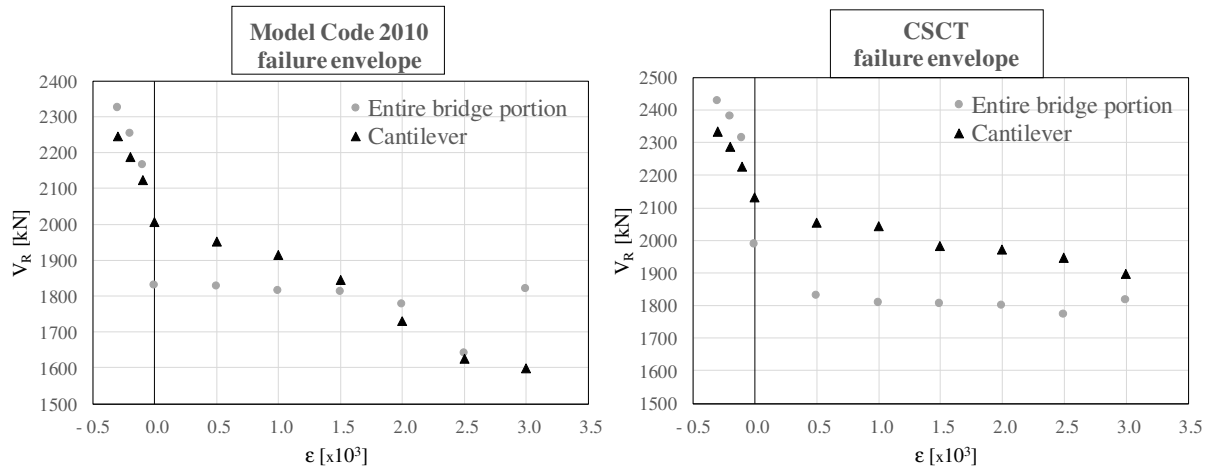 Model Code 2010
failure envelope
2400
2300
2200
2100
2000
1900
1800
1700
1600
1500
V_R [kN]
Entire bridge portion
Cantilever
- 0.5 0.0 0.5 1.0 1.5 2.0 2.5 3.0 3.5
ε [x10³]
CSCT
failure envelope
2500
2400
2300
2200
2100
2000
1900
1800
1700
1600
1500
V_R [kN]
Entire bridge portion
Cantilever
- 0.5 0.0 0.5 1.0 1.5 2.0 2.5 3.0 3.5
ε [x10³]